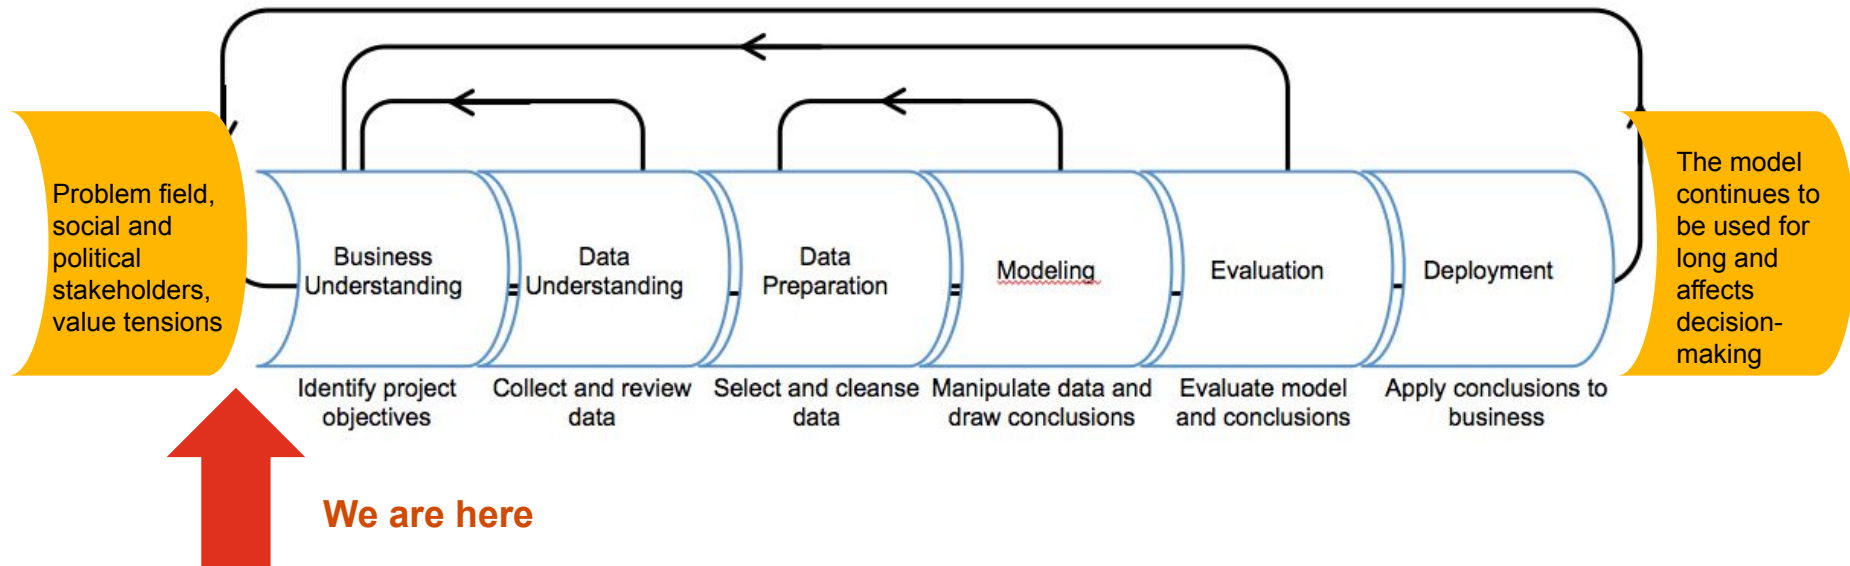 Problem field,
social and
political
stakeholders,
value tensions
Business
Understanding
Data
Understanding
Data
Preparation
Modeling
Evaluation
Deployment
The model
continues to
be used for
long and
affects
decision-
making
Identify project
objectives
Collect and review
data
Select and cleanse
data
Manipulate data and
draw conclusions
Evaluate model
and conclusions
Apply conclusions to
business
We are here